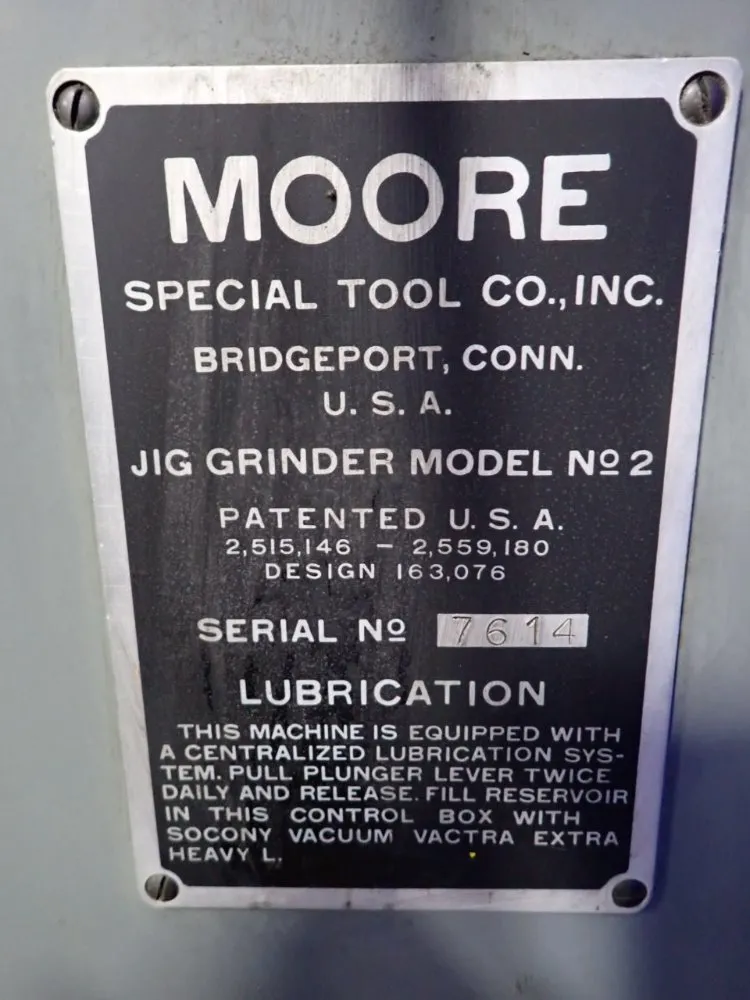 MOORE
SPECIAL TOOL CO., INC.
BRIDGEPORT, CONN.
U. S. A.
JIG GRINDER MODEL Nº 2
PATENTED U. S. A.
2,515,146 – 2,559,180
DESIGN 163,076
SERIAL Nº 7614
LUBRICATION
THIS MACHINE IS EQUIPPED WITH
A CENTRALIZED LUBRICATION SYS-
TEM. PULL PLUNGER LEVER TWICE
DAILY AND RELEASE. FILL RESERVOIR
IN THIS CONTROL BOX WITH
SOCONY VACUUM VACTRA EXTRA
HEAVY L.